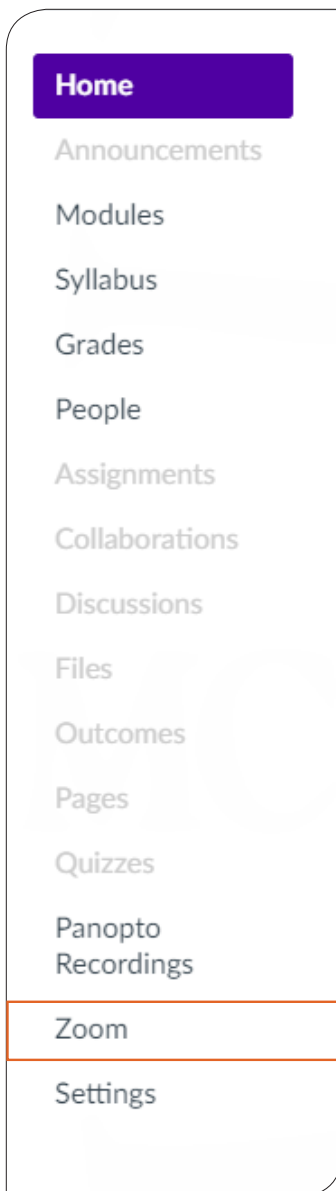 Home
Announcements
Modules
Syllabus
Grades
People
Assignments
Collaborations
Discussions
Files
Outcomes
Pages
Quizzes
Panopto
Recordings
Zoom
Settings